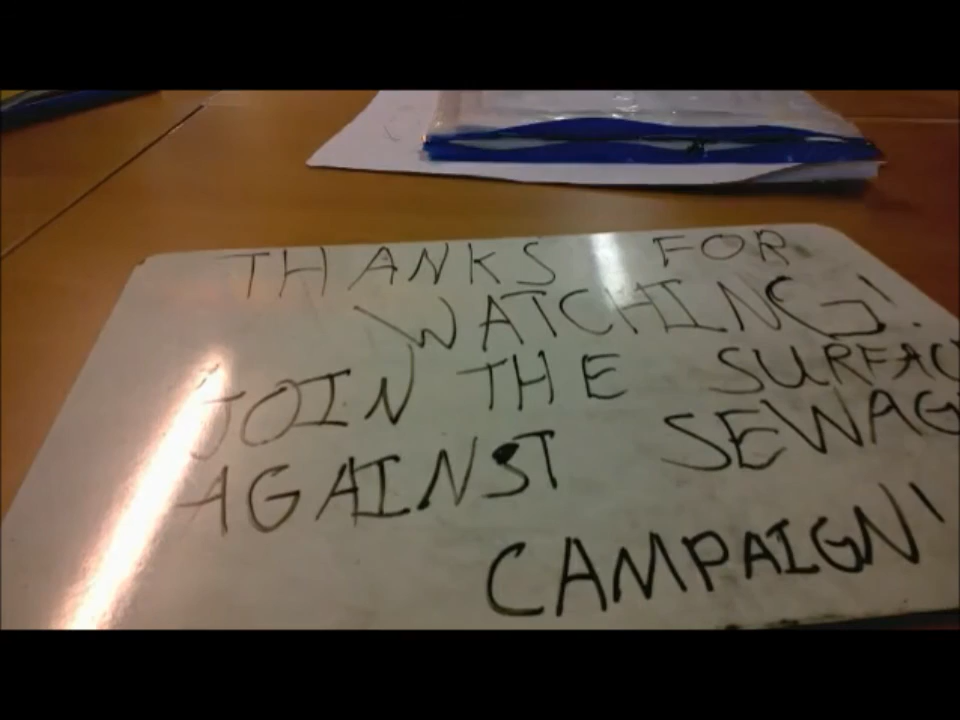 THANKS FOR
WATCHING!
JOIN THE SURFAC
AGAINST SEWAG
CAMPAIGN!